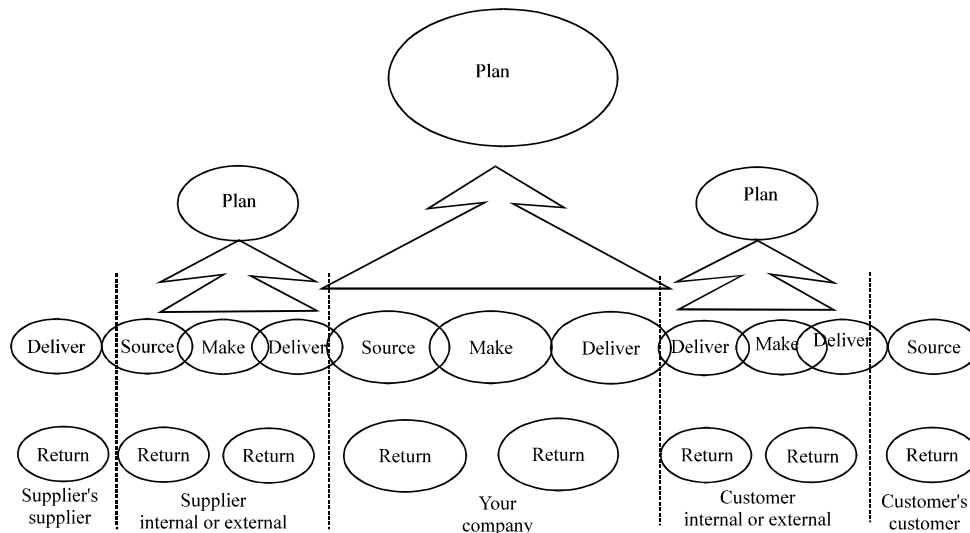 Plan
Plan
Plan
Deliver
Source
Make
Deliver
Source
Make
Deliver
Deliver
Make
Deliver
Source
Return
Return
Return
Return
Return
Return
Return
Return
Supplier's
supplier
Supplier
internal or external
Your
company
Customer
internal or external
Customer's
customer